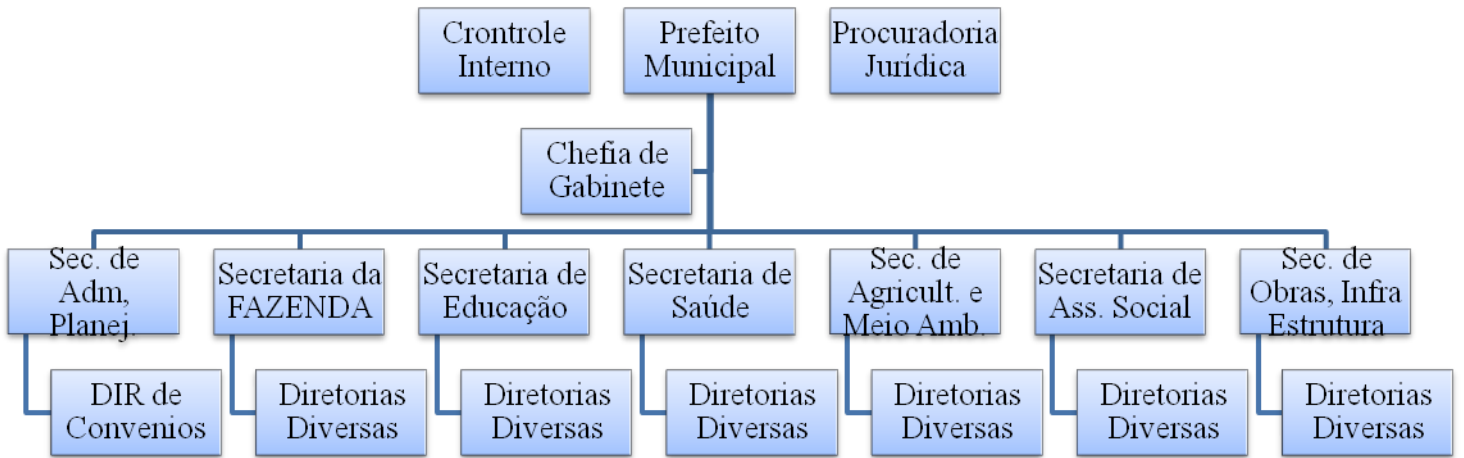 Crontrole
Interno
Prefeito
Municipal
Procuradoria
Jurídica
Chefia de
Gabinete
Sec. de
Adm,
Planej.
Secretaria da
FAZENDA
Secretaria de
Educação
Secretaria de
Saúde
Sec. de
Agricult. e
Meio Amb.
Secretaria de
Ass. Social
Sec. de
Obras, Infra
Estrutura
DIR de
Convenios
Diretorias
Diversas
Diretorias
Diversas
Diretorias
Diversas
Diretorias
Diversas
Diretorias
Diversas
Diretorias
Diversas